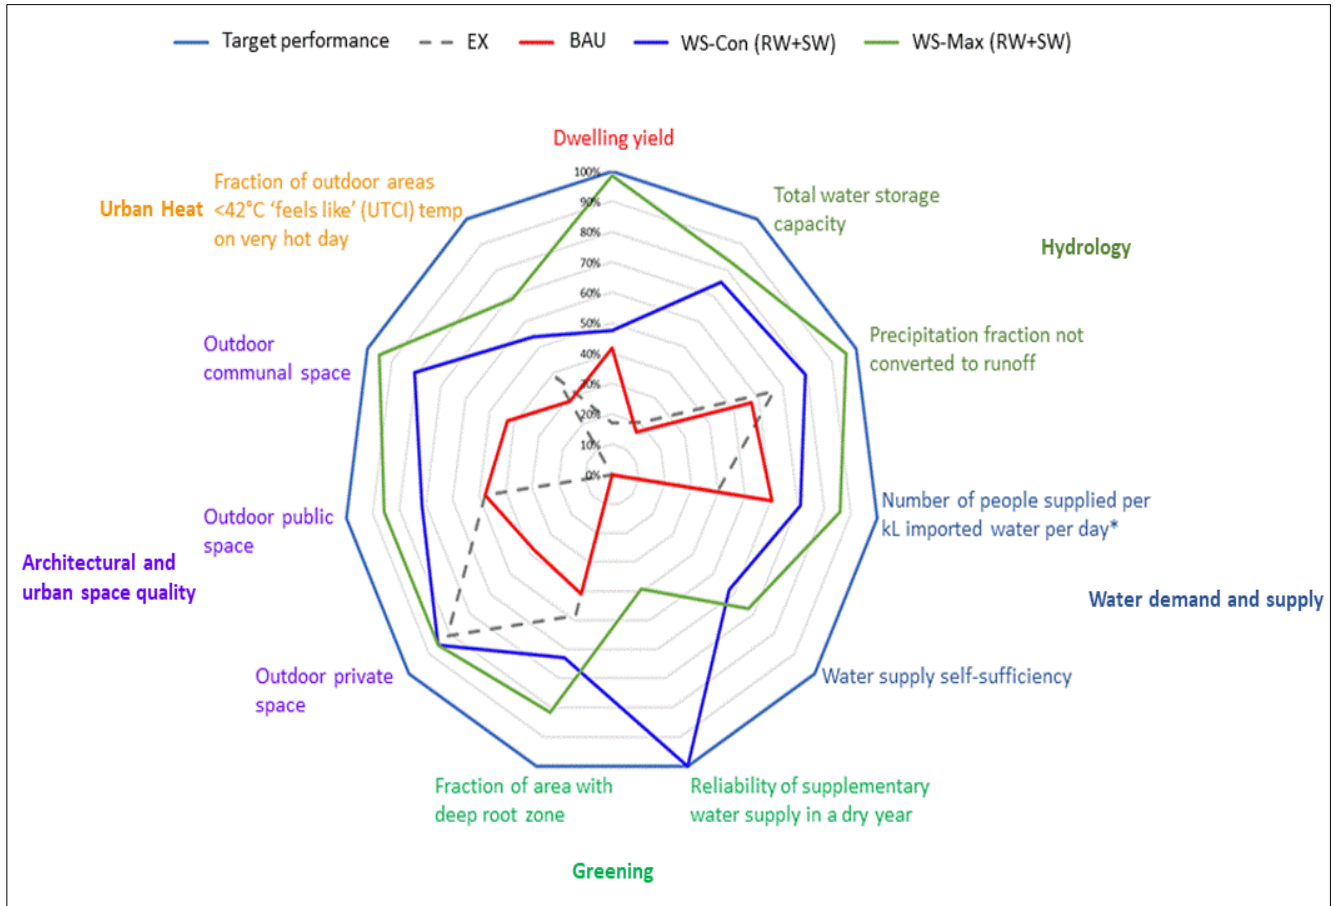 Target performance
EX
BAU
WS-Con (RW+SW)
WS-Max (RW+SW)
Dwelling yield
Fraction of outdoor areas
<42°C ‘feels like’ (UTCI) temp
on very hot day
Urban Heat
Total water storage
capacity
Hydrology
Precipitation fraction not
converted to runoff
Number of people supplied per
kL imported water per day*
Water demand and supply
Water supply self-sufficiency
Reliability of supplementary
water supply in a dry year
Greening
Fraction of area with
deep root zone
Outdoor private
space
Architectural and
urban space quality
Outdoor public
space
Outdoor
communal space
100%
90%
80%
70%
60%
50%
40%
30%
20%
10%
0%